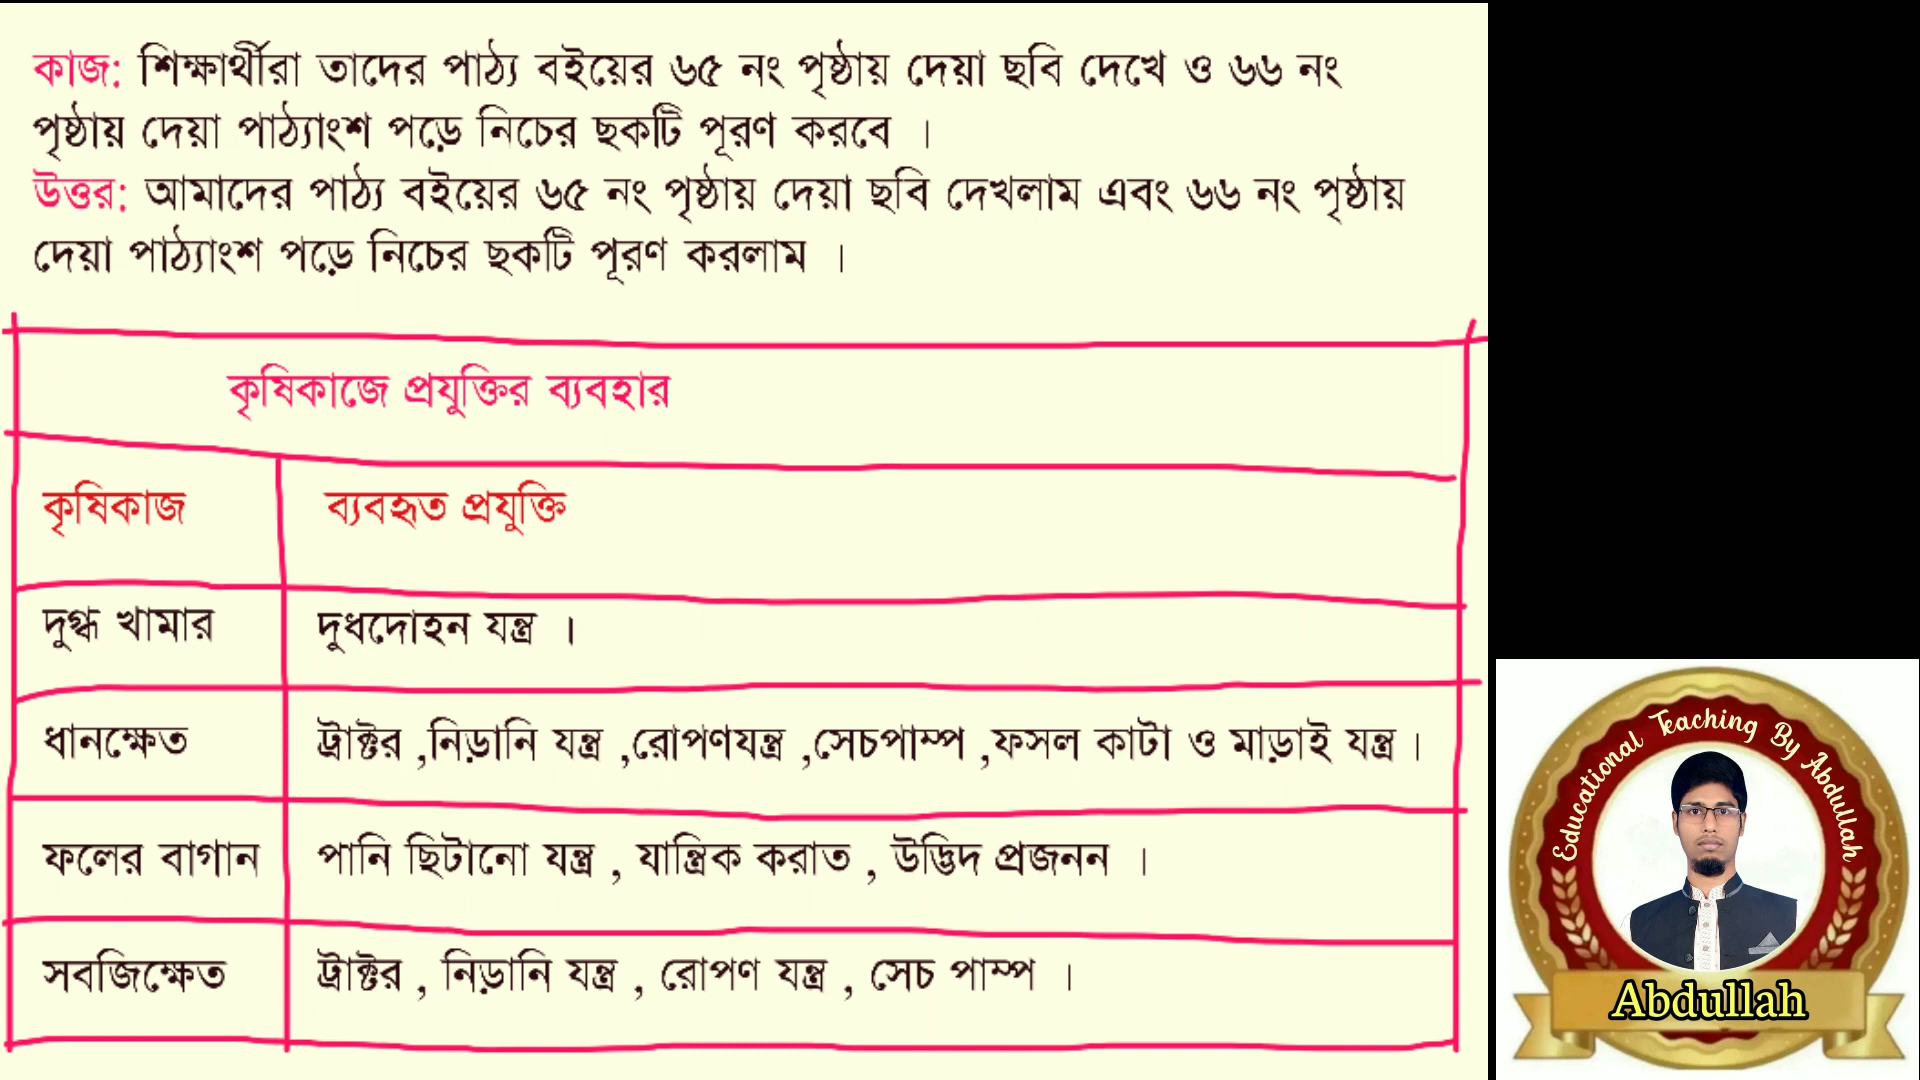 কাজ: শিক্ষার্থীরা তাদের পাঠ্য বইয়ের ৬৫ নং পৃষ্ঠায় দেয়া ছবি দেখে ও ৬৬ নং
পৃষ্ঠায় দেয়া পাঠ্যাংশ পড়ে নিচের ছকটি পূরণ করবে ।
উত্তর: আমাদের পাঠ্য বইয়ের ৬৫ নং পৃষ্ঠায় দেয়া ছবি দেখলাম এবং ৬৬ নং পৃষ্ঠায়
দেয়া পাঠ্যাংশ পড়ে নিচের ছকটি পূরণ করলাম ।
কৃষিকাজে প্রযুক্তির ব্যবহার
কৃষিকাজ ব্যবহৃত প্রযুক্তি
দুগ্ধ খামার দুধদোহন যন্ত্র ।
ধানক্ষেত ট্রাক্টর ,নিড়ানি যন্ত্র ,রোপণযন্ত্র ,সেচপাম্প ,ফসল কাটা ও মাড়াই যন্ত্র ।
ফলের বাগান পানি ছিটানো যন্ত্র , যান্ত্রিক করাত , উদ্ভিদ প্রজনন ।
সবজিক্ষেত ট্রাক্টর , নিড়ানি যন্ত্র , রোপণ যন্ত্র , সেচ পাম্প ।
Educational Teaching By Abdullah
Abdullah